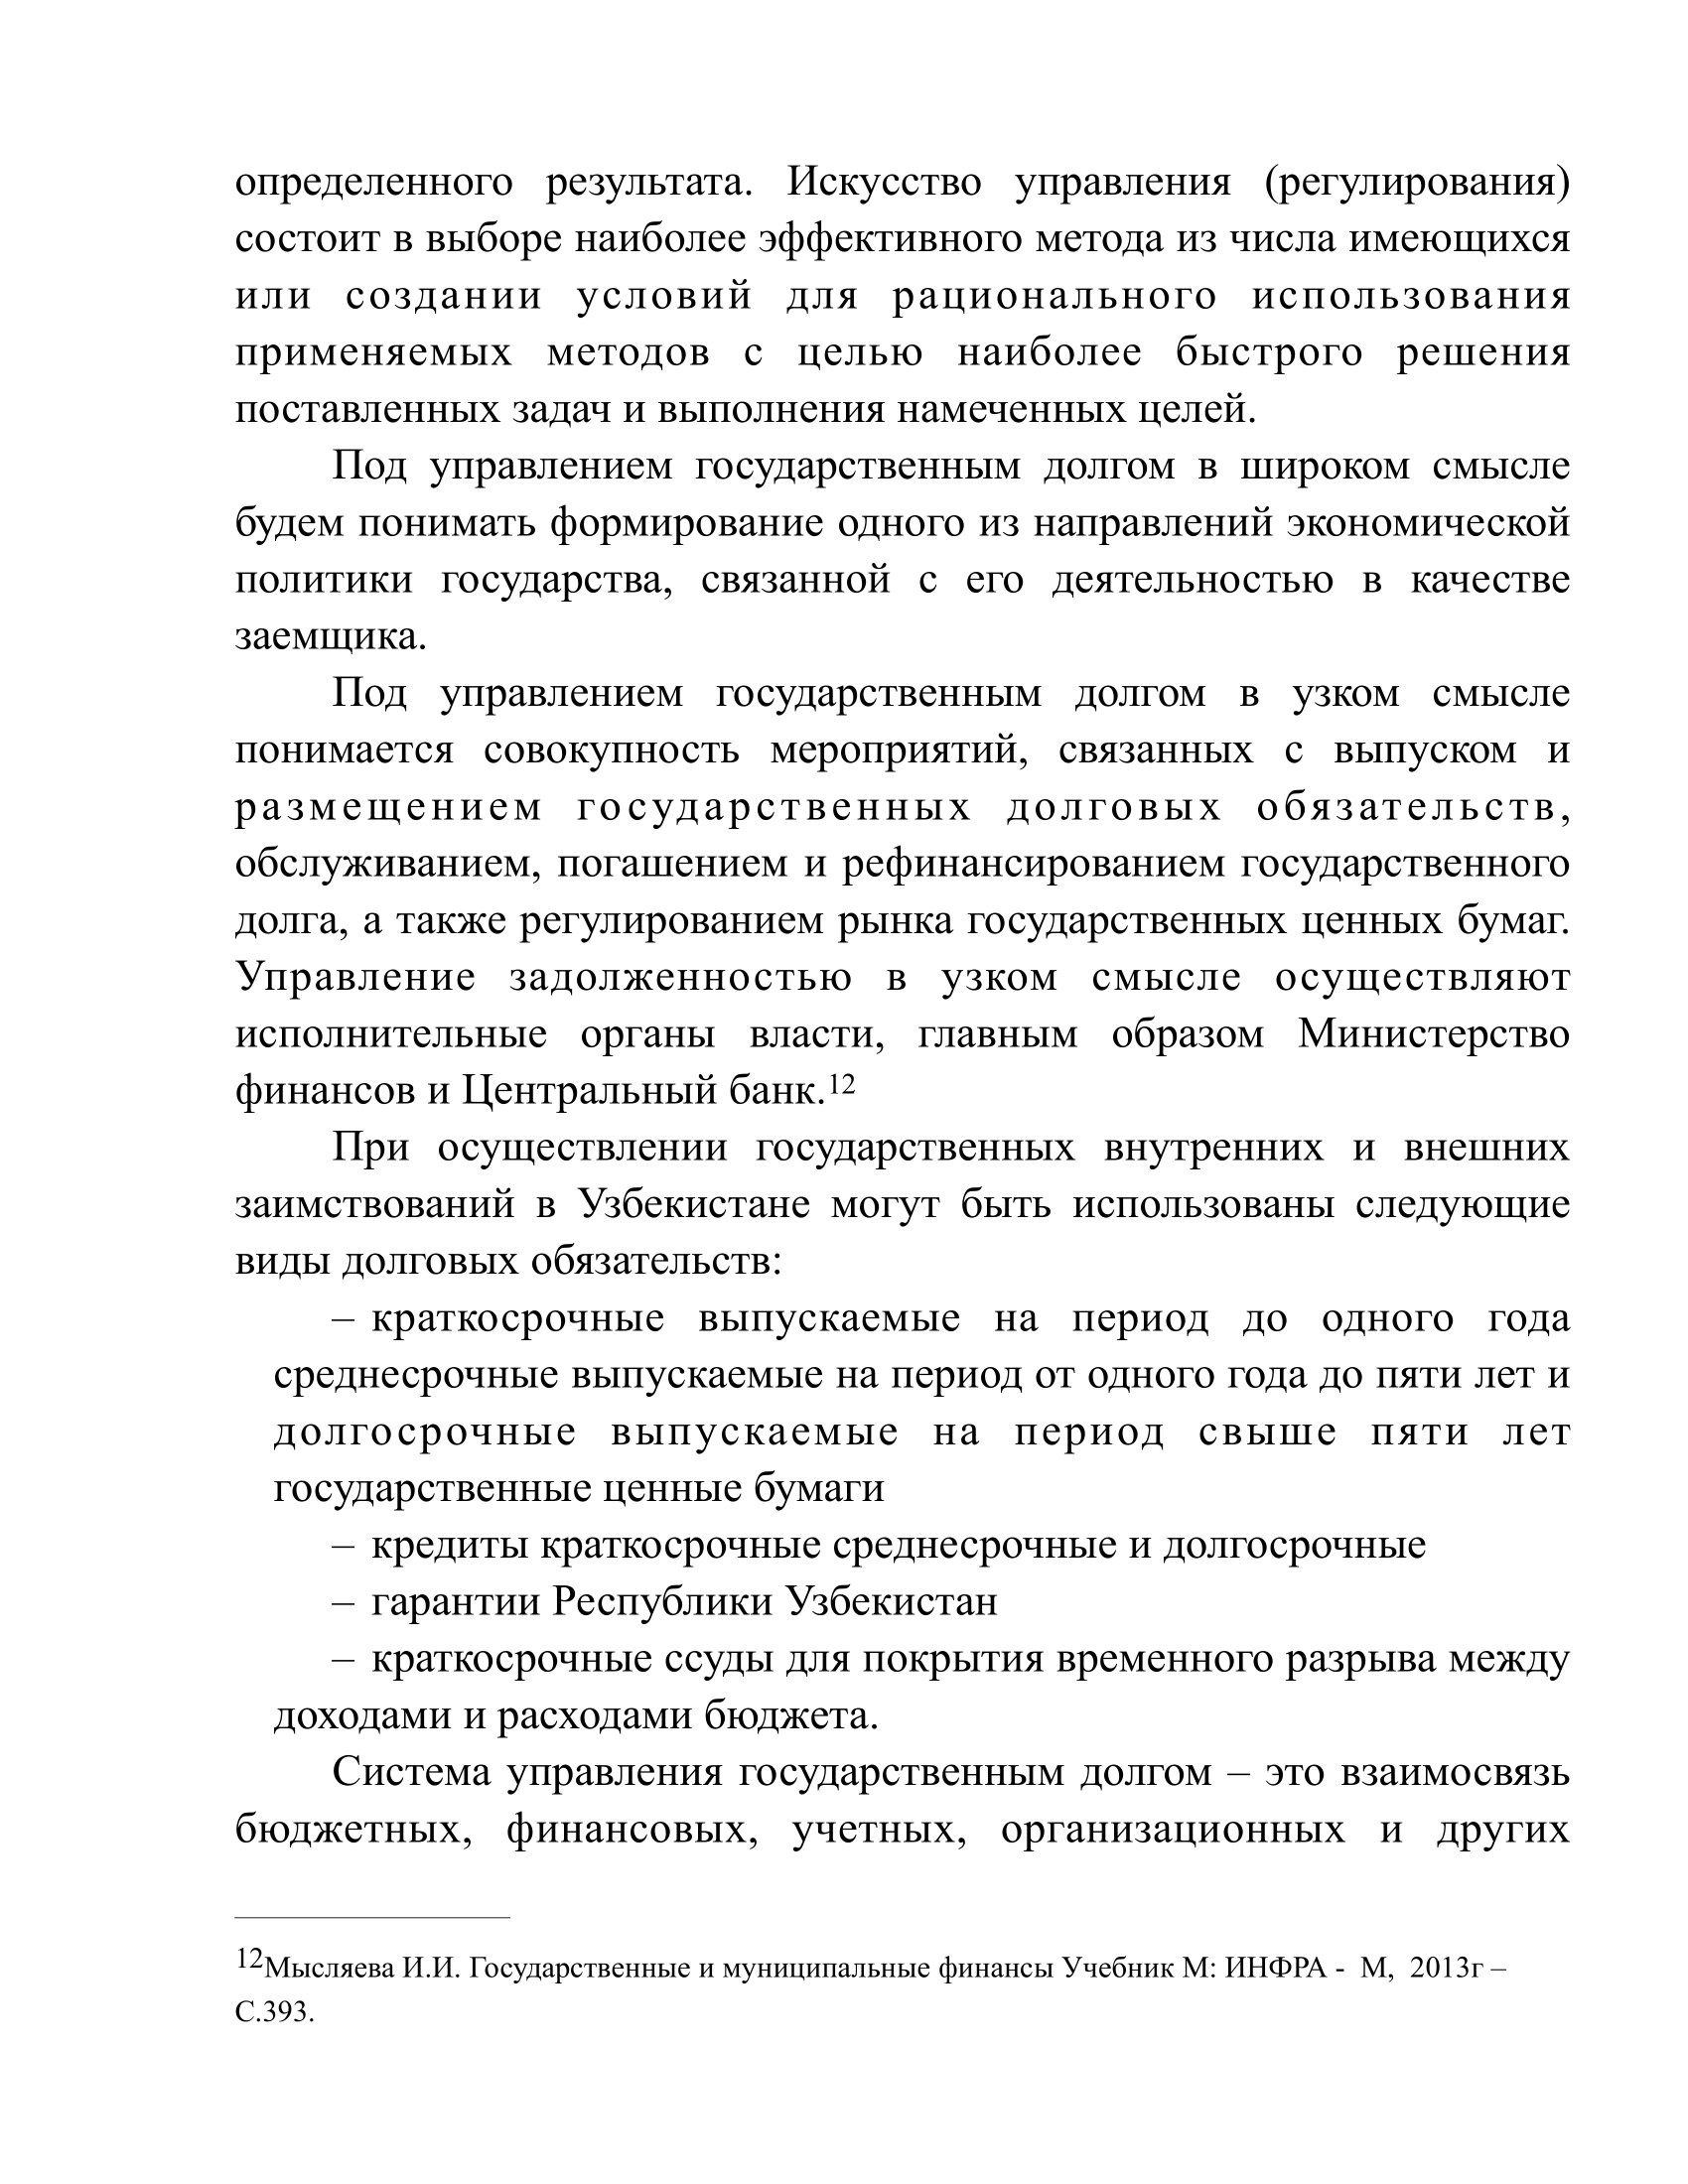 определенного результата. Искусство управления (регулирования)
состоит в выборе наиболее эффективного метода из числа имеющихся
или создании условий для рационального использования
применяемых методов с целью наиболее быстрого решения
поставленных задач и выполнения намеченных целей.
Под управлением государственным долгом в широком смысле
будем понимать формирование одного из направлений экономической
политики государства, связанной с его деятельностью в качестве
заемщика.
Под управлением государственным долгом в узком смысле
понимается совокупность мероприятий, связанных с выпуском и
размещением государственных долговых обязательств,
обслуживанием, погашением и рефинансированием государственного
долга, а также регулированием рынка государственных ценных бумаг.
Управление задолженностью в узком смысле осуществляют
исполнительные органы власти, главным образом Министерство
финансов и Центральный банк.12
При осуществлении государственных внутренних и внешних
заимствований в Узбекистане могут быть использованы следующие
виды долговых обязательств:
– краткосрочные выпускаемые на период до одного года
среднесрочные выпускаемые на период от одного года до пяти лет и
долгосрочные выпускаемые на период свыше пяти лет
государственные ценные бумаги
– кредиты краткосрочные среднесрочные и долгосрочные
– гарантии Республики Узбекистан
– краткосрочные ссуды для покрытия временного разрыва между
доходами и расходами бюджета.
Система управления государственным долгом – это взаимосвязь
бюджетных, финансовых, учетных, организационных и других
12Мысляева И.И. Государственные и муниципальные финансы Учебник М: ИНФРА - М, 2013г –
С.393.